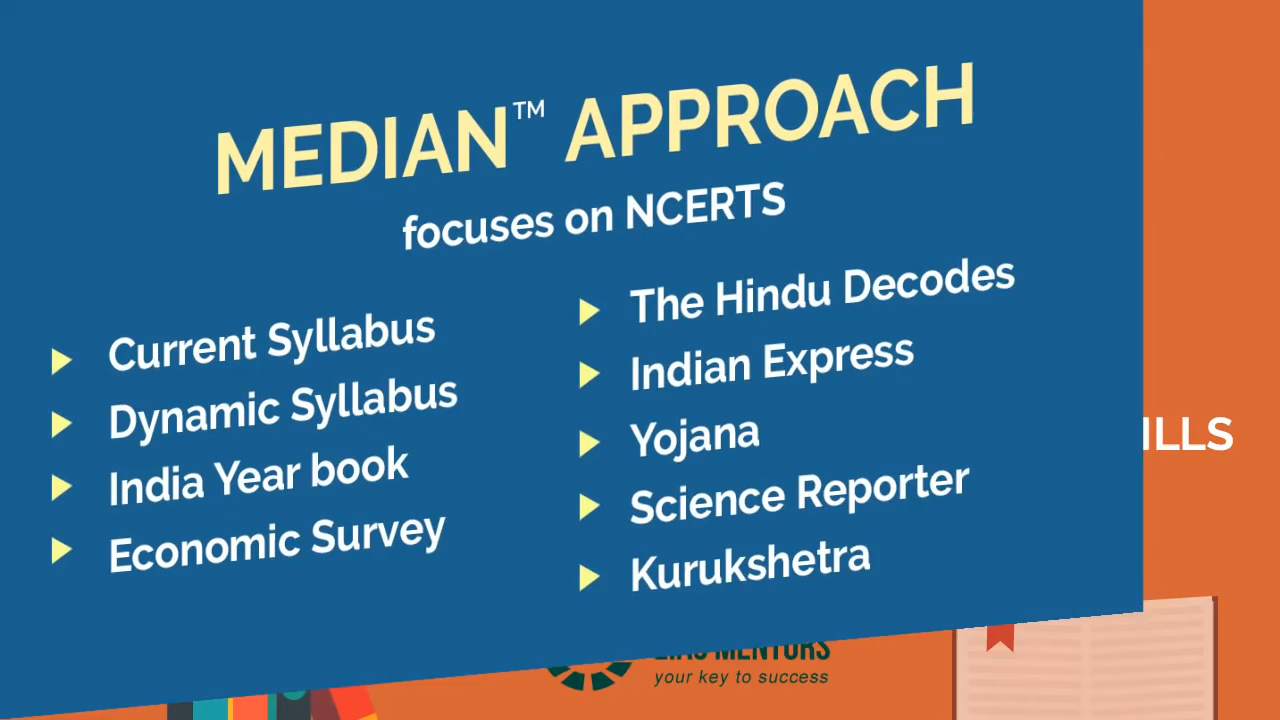 MEDIAN™ APPROACH
focuses on NCERTS
Current Syllabus
Dynamic Syllabus
India Year book
Economic Survey
The Hindu Decodes
Indian Express
Yojana
Science Reporter
Kurukshetra
MENTORS
your key to success